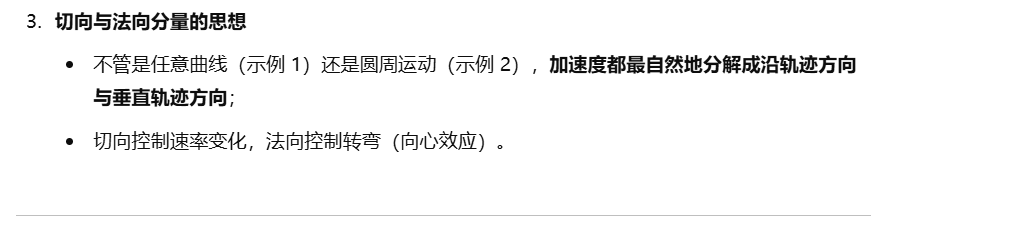 3. 切向与法向分量的思想
• 不管是任意曲线（示例 1）还是圆周运动（示例 2），加速度都最自然地分解成沿轨迹方向
与垂直轨迹方向；
• 切向控制速率变化，法向控制转弯（向心效应）。